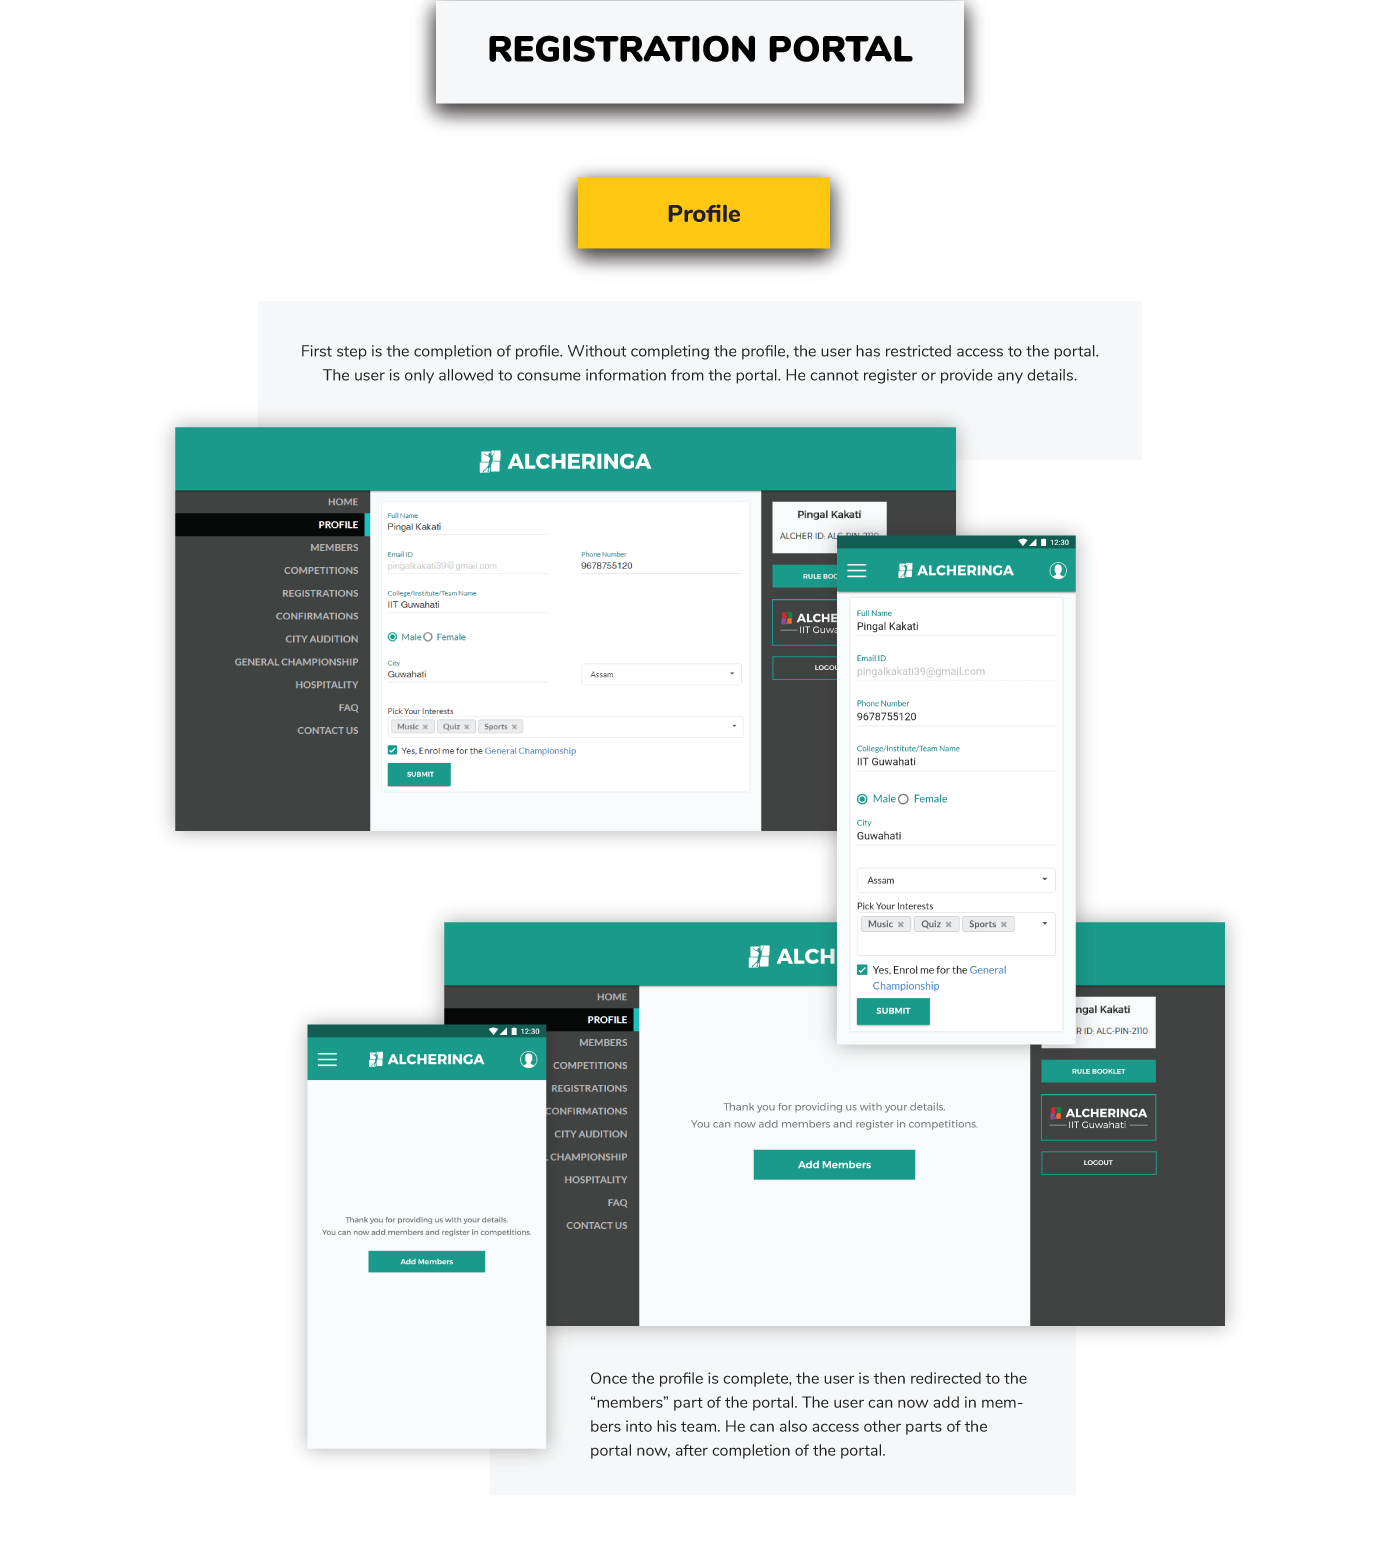 REGISTRATION PORTAL
Profile
First step is the completion of profile. Without completing the profile, the user has restricted access to the portal.
The user is only allowed to consume information from the portal. He cannot register or provide any details.
ALCHERINGA
HOME
PROFILE
MEMBERS
COMPETITIONS
REGISTRATIONS
CONFIRMATIONS
CITY AUDITION
GENERAL CHAMPIONSHIP
HOSPITALITY
FAQ
CONTACT US
Full Name
Pingal Kakati
Email ID
pingalkakati39@gmail.com
Phone Number
9678755120
College/Institute/Team Name
IIT Guwahati
Male Female
City
Guwahati
Assam
Pick Your Interests
Music Quiz Sports
Yes, Enrol me for the General Championship
SUBMIT
Pingal Kakati
ALCHER ID: ALC-PIN-2110
RULE BOO
ALCHE
IIT Guwa
LOGOU
12:30
ALCHERINGA
Full Name
Pingal Kakati
Email ID
pingalkakati39@gmail.com
Phone Number
9678755120
College/Institute/Team Name
IIT Guwahati
Male Female
City
Guwahati
Assam
Pick Your Interests
Music Quiz Sports
Yes, Enrol me for the General
Championship
SUBMIT
ALCH
HOME
PROFILE
MEMBERS
COMPETITIONS
REGISTRATIONS
CONFIRMATIONS
CITY AUDITION
CHAMPIONSHIP
HOSPITALITY
FAQ
CONTACT US
Thank you for providing us with your details.
You can now add members and register in competitions.
Add Members
ngal Kakati
R ID: ALC-PIN-2110
RULE BOOKLET
ALCHERINGA
IIT Guwahati
LOGOUT
12:30
ALCHERINGA
Thank you for providing us with your details.
You can now add members and register in competitions.
Add Members
Once the profile is complete, the user is then redirected to the
“members” part of the portal. The user can now add in mem-
bers into his team. He can also access other parts of the
portal now, after completion of the portal.